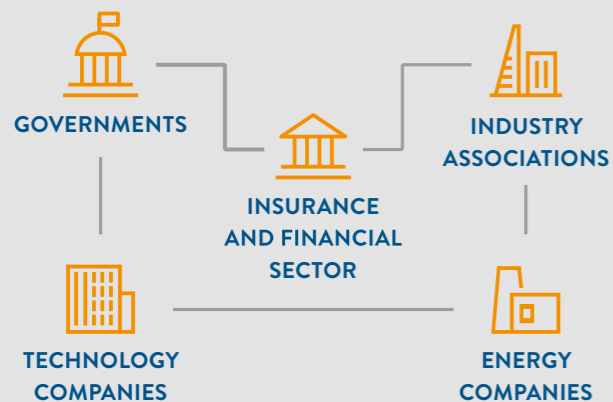 GOVERNMENTS
INDUSTRY
ASSOCIATIONS
INSURANCE
AND FINANCIAL
SECTOR
TECHNOLOGY
COMPANIES
ENERGY
COMPANIES